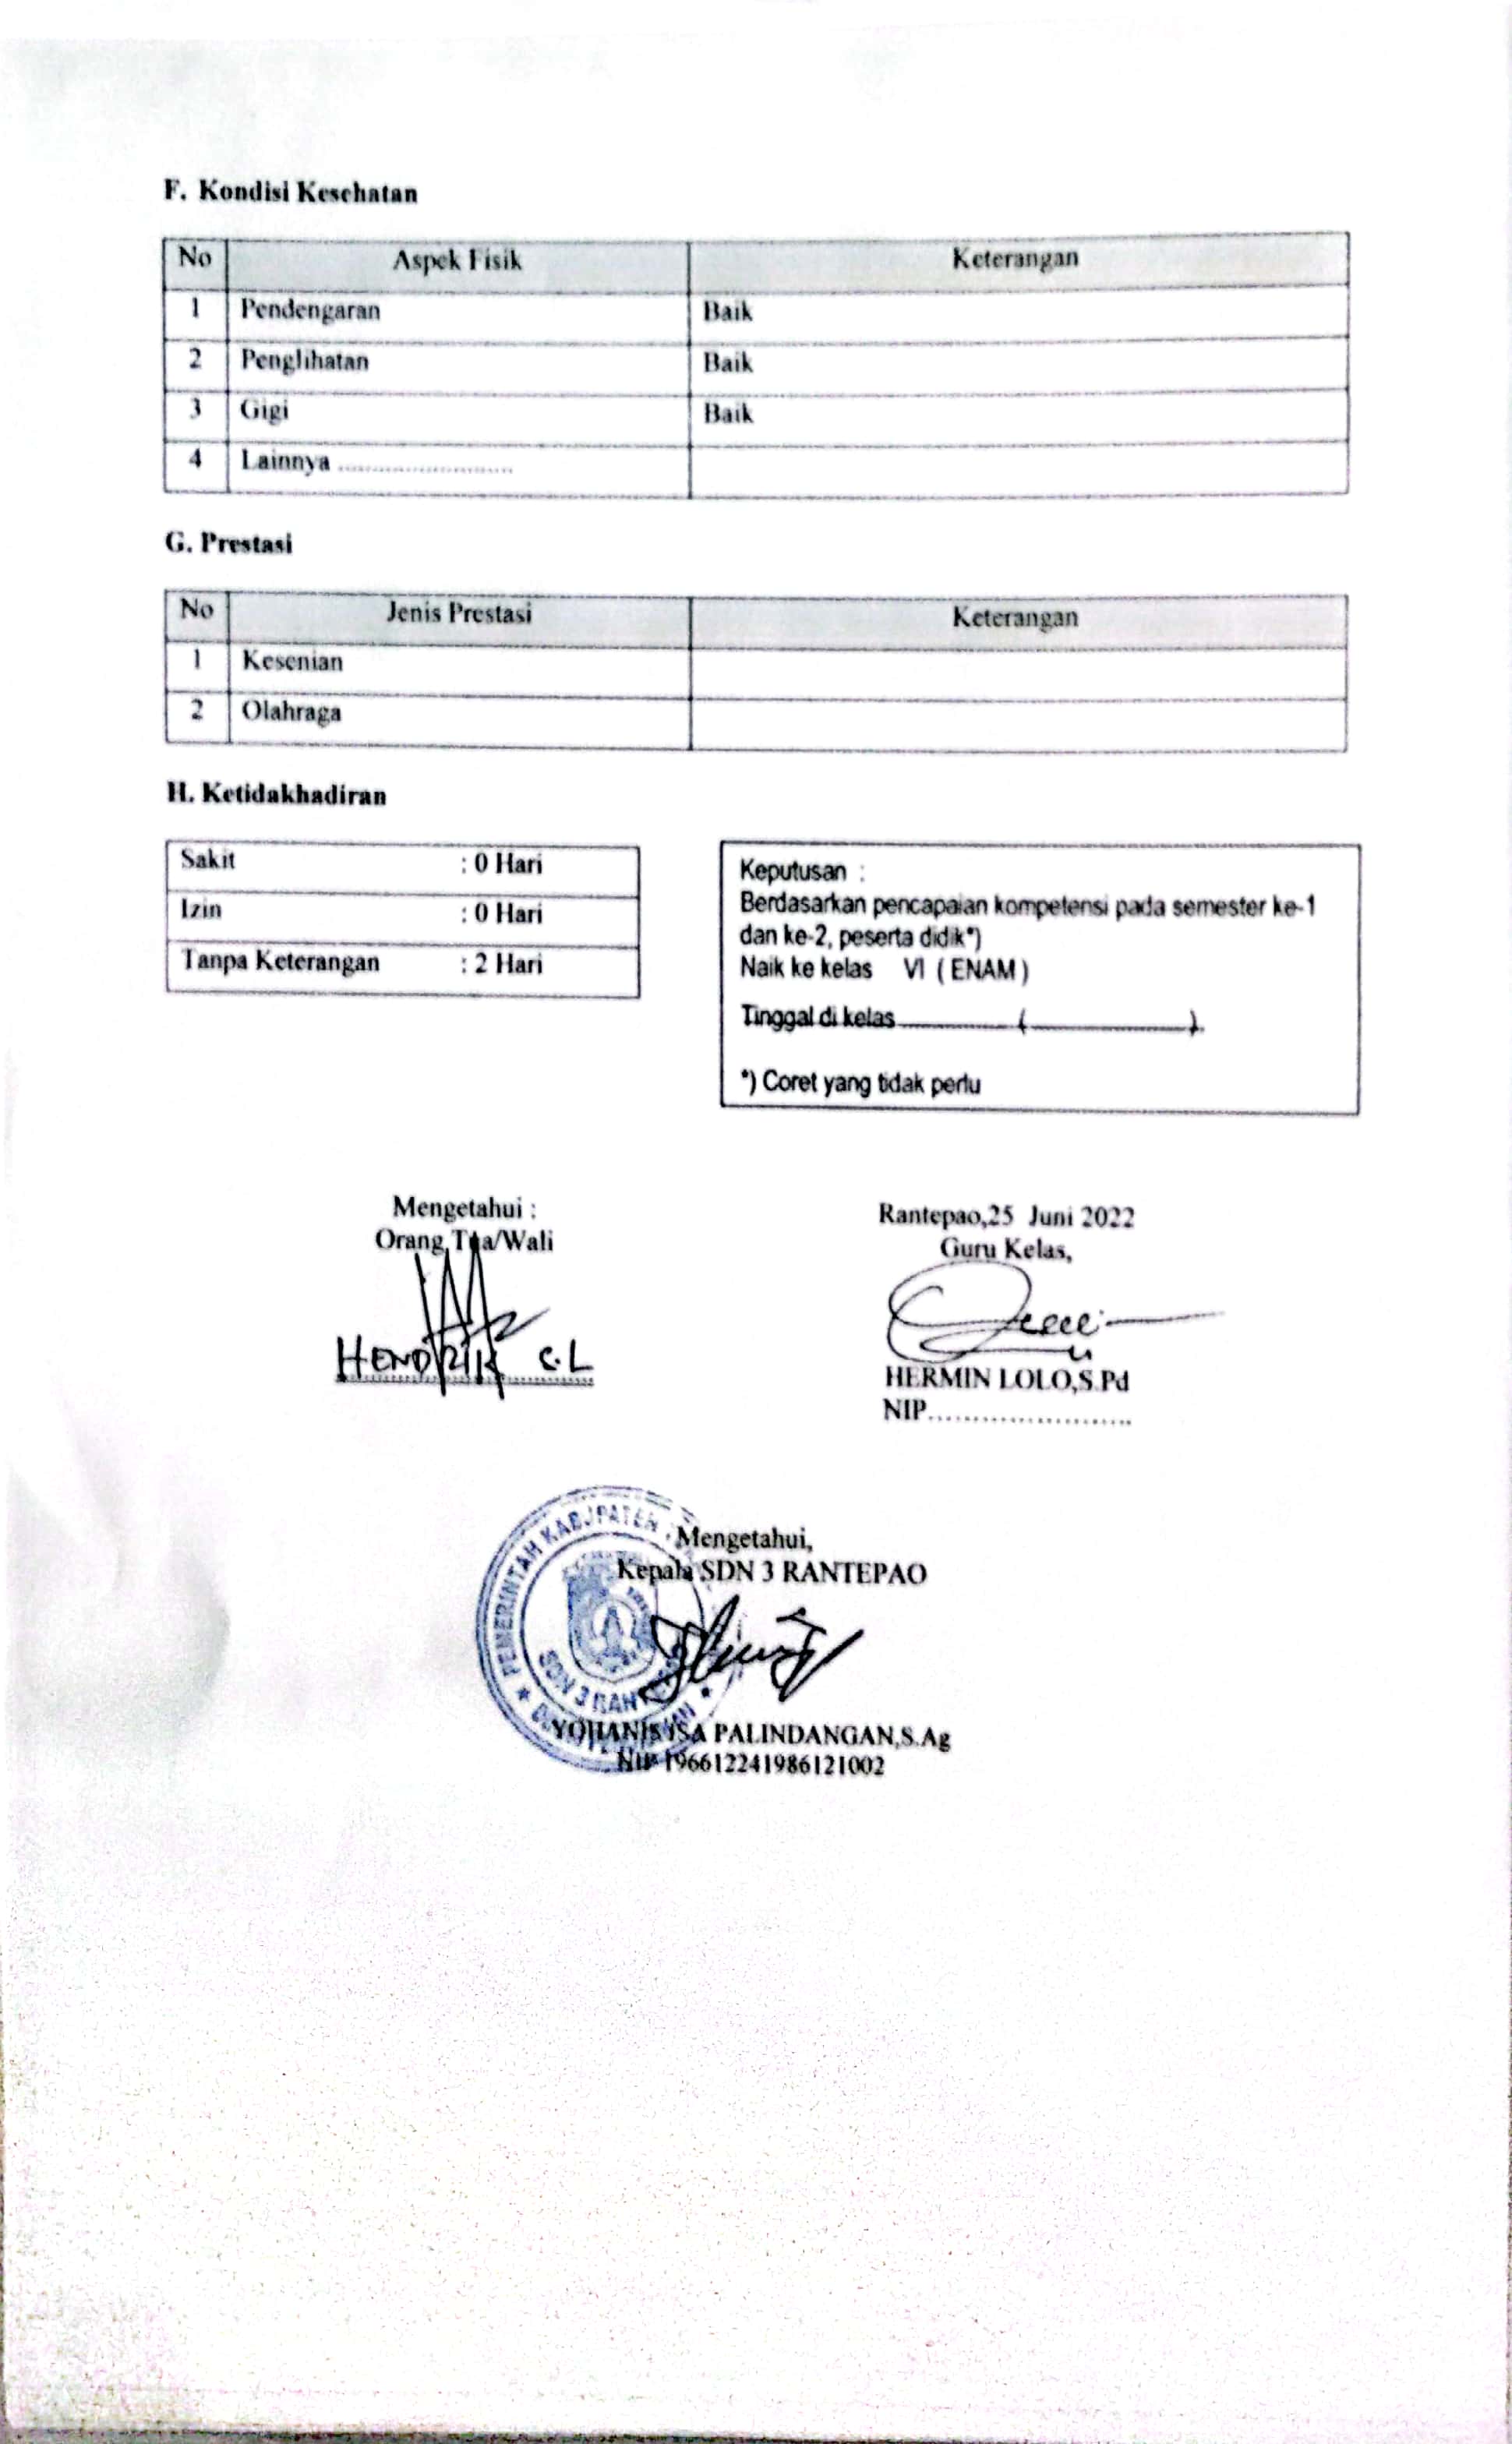 F. Kondisi Kesehatan
No Aspek Fisik Keterangan
1 Pendengaran Baik
2 Penglihatan Baik
3 Gigi Baik
4 Lainnya ..........................
G. Prestasi
No Jenis Prestasi Keterangan
1 Kesenian
2 Olahraga
H. Ketidakhadiran
Sakit : 0 Hari
Izin : 0 Hari
Tanpa Keterangan : 2 Hari
Keputusan :
Berdasarkan pencapaian kompetensi pada semester ke-1
dan ke-2, peserta didik*)
Naik ke kelas VI ( ENAM )
Tinggal di kelas ............ ( ............ ).
*) Coret yang tidak perlu
Mengetahui :
Orang Tua/Wali
HENDRIK C.L
Rantepao,25 Juni 2022
Guru Kelas,
HERMIN LOLO,S.Pd
NIP..........................
PEMERINTAH KABUPATEN
SDN 3
Mengetahui,
Kepala SDN 3 RANTEPAO
YOHANIS ISA PALINDANGAN,S.Ag
NIP 196612241986121002